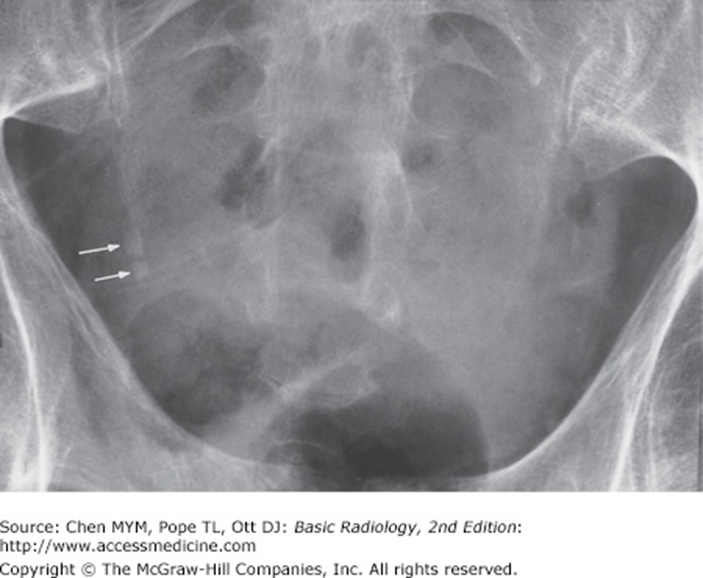 Source: Chen MYM, Pope TL, Ott DJ: Basic Radiology, 2nd Edition:
http://www.accessmedicine.com
Copyright © The McGraw-Hill Companies, Inc. All rights reserved.